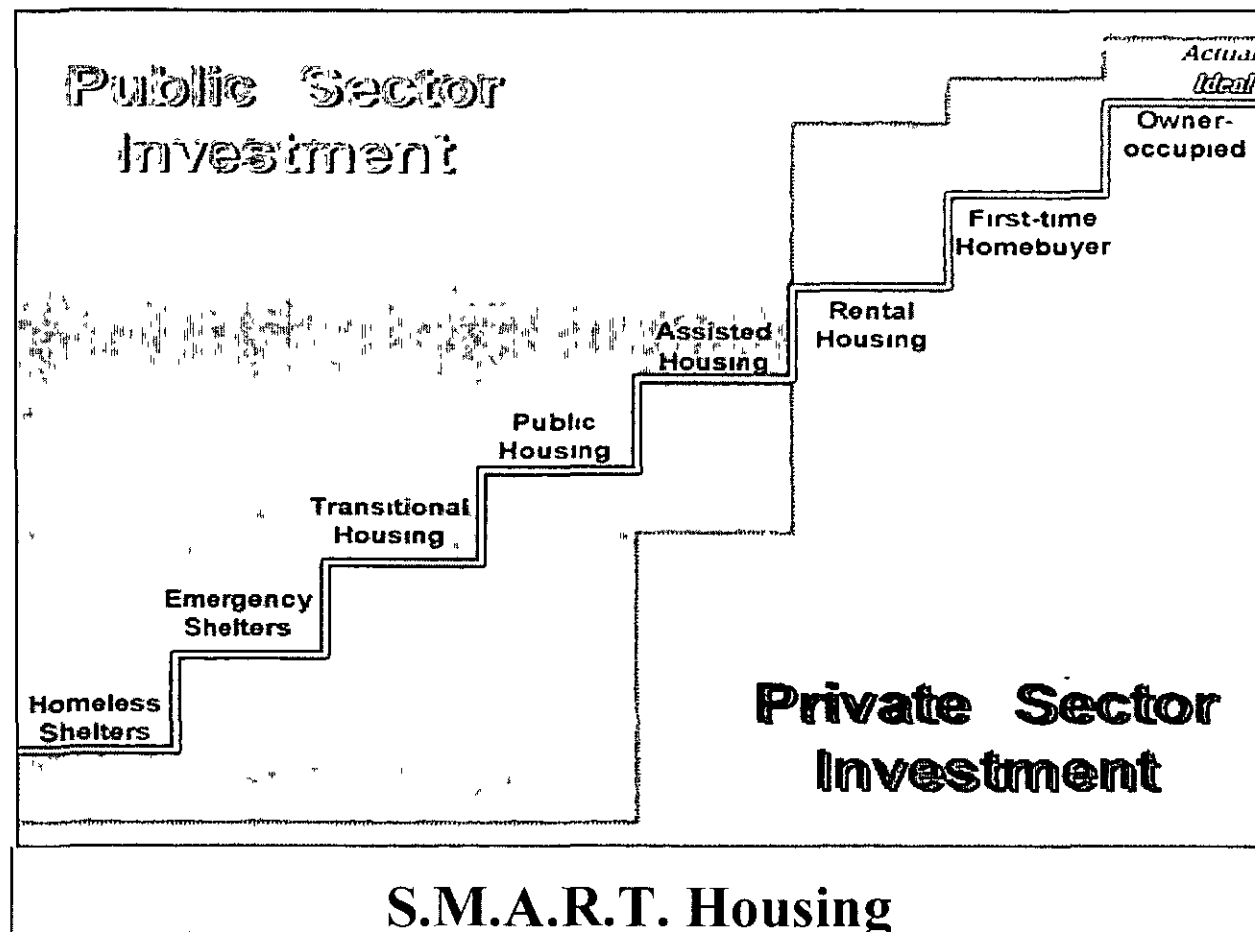 Public Sector
Investment
Actual
Ideal
Owner-
occupied
First-time
Homebuyer
Rental
Housing
Assisted
Housing
Public
Housing
Transitional
Housing
Emergency
Shelters
Homeless
Shelters
Private Sector
Investment
S.M.A.R.T. Housing